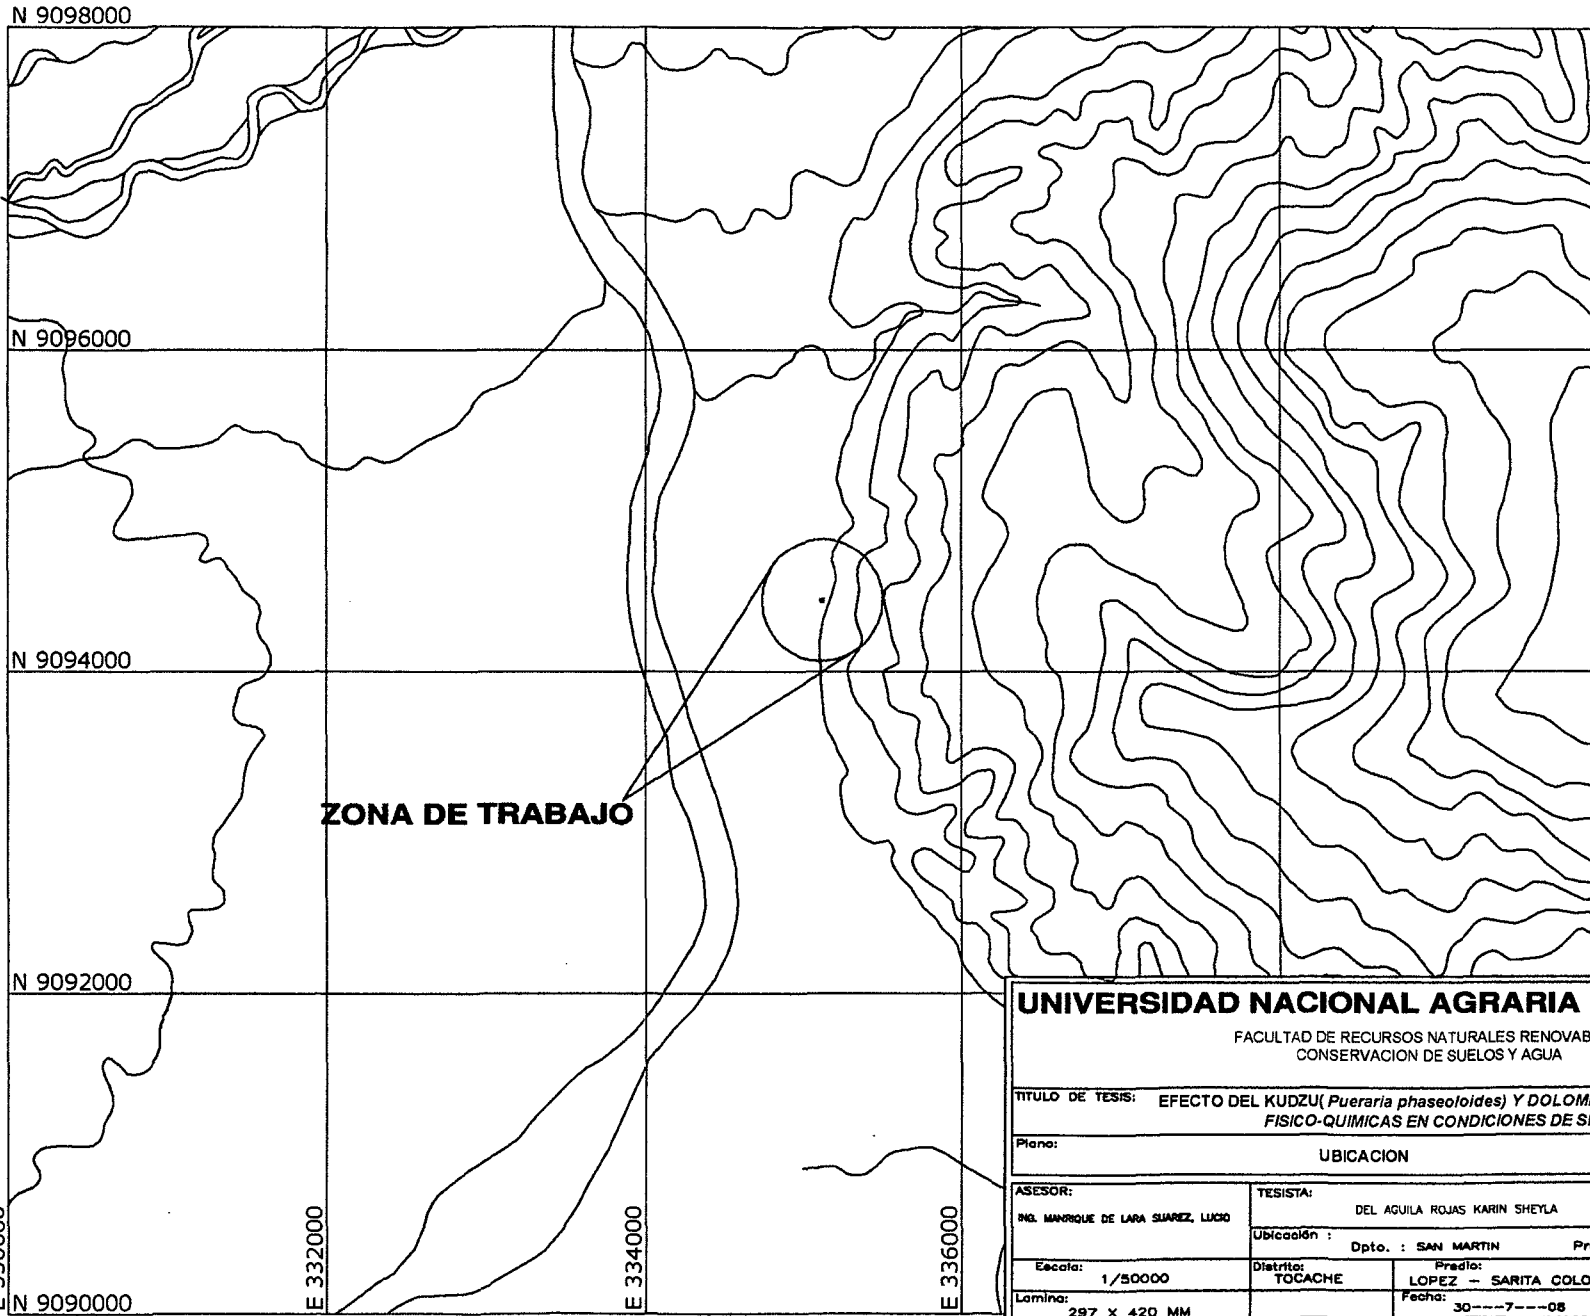 N 9098000
N 9096000
N 9094000
ZONA DE TRABAJO
N 9092000
N 9090000
E 332000
E 334000
E 336000
UNIVERSIDAD NACIONAL AGRARIA
FACULTAD DE RECURSOS NATURALES RENOVAB
CONSERVACION DE SUELOS Y AGUA
TITULO DE TESIS: EFECTO DEL KUDZU( Pueraria phaseoloides) Y DOLOM
FISICO-QUIMICAS EN CONDICIONES DE S
Plano:
UBICACION
ASESOR:
ING. MANRIQUE DE LARA SUAREZ, LUCIO
TESISTA:
DEL AGUILA ROJAS KARIN SHEYLA
Ubicación :
Dpto. : SAN MARTIN Pr
Escala:
1/50000
Distrito:
TOCACHE
Predio:
LOPEZ - SARITA COLO
Lamina:
297 X 420 MM
Fecha:
30---7---08